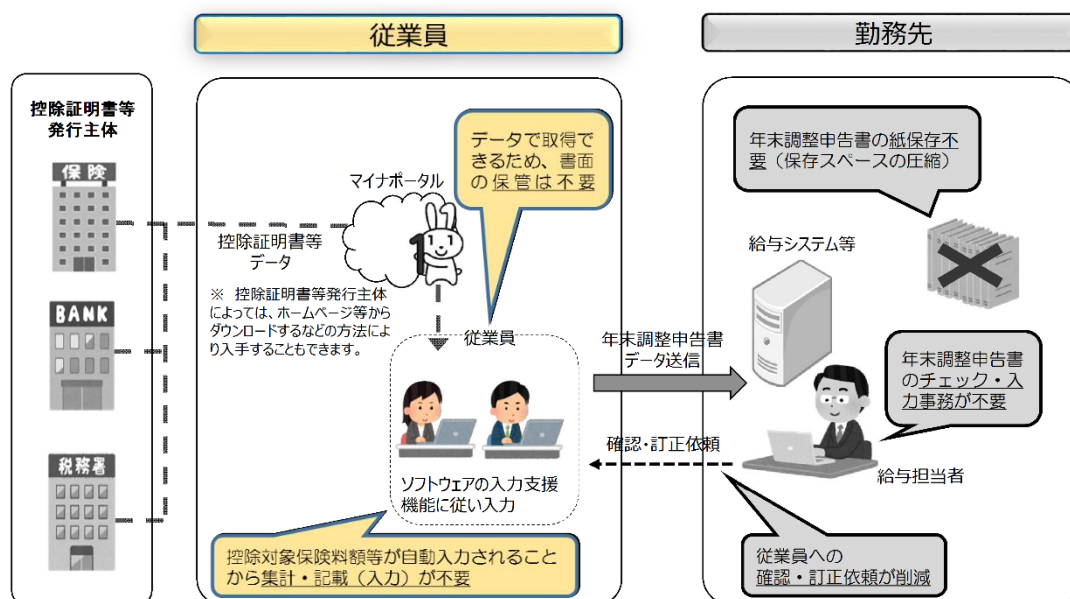 従業員
勤務先
控除証明書等
発行主体
保険
BANK
税務署
控除証明書等
データ
マイナポータル
1
※ 控除証明書等発行主体
によっては、ホームページ等から
ダウンロードするなどの方法によ
り入手することもできます。
データで取得で
きるため、書面
の保管は不要
従業員
ソフトウェアの入力支援
機能に従い入力
控除対象保険料額等が自動入力されること
から集計・記載（入力）が不要
年末調整申告書
データ送信
確認・訂正依頼
年末調整申告書の紙保存不
要（保存スペースの圧縮）
給与システム等
年末調整申告書
のチェック・入
力事務が不要
給与担当者
従業員への
確認・訂正依頼が削減